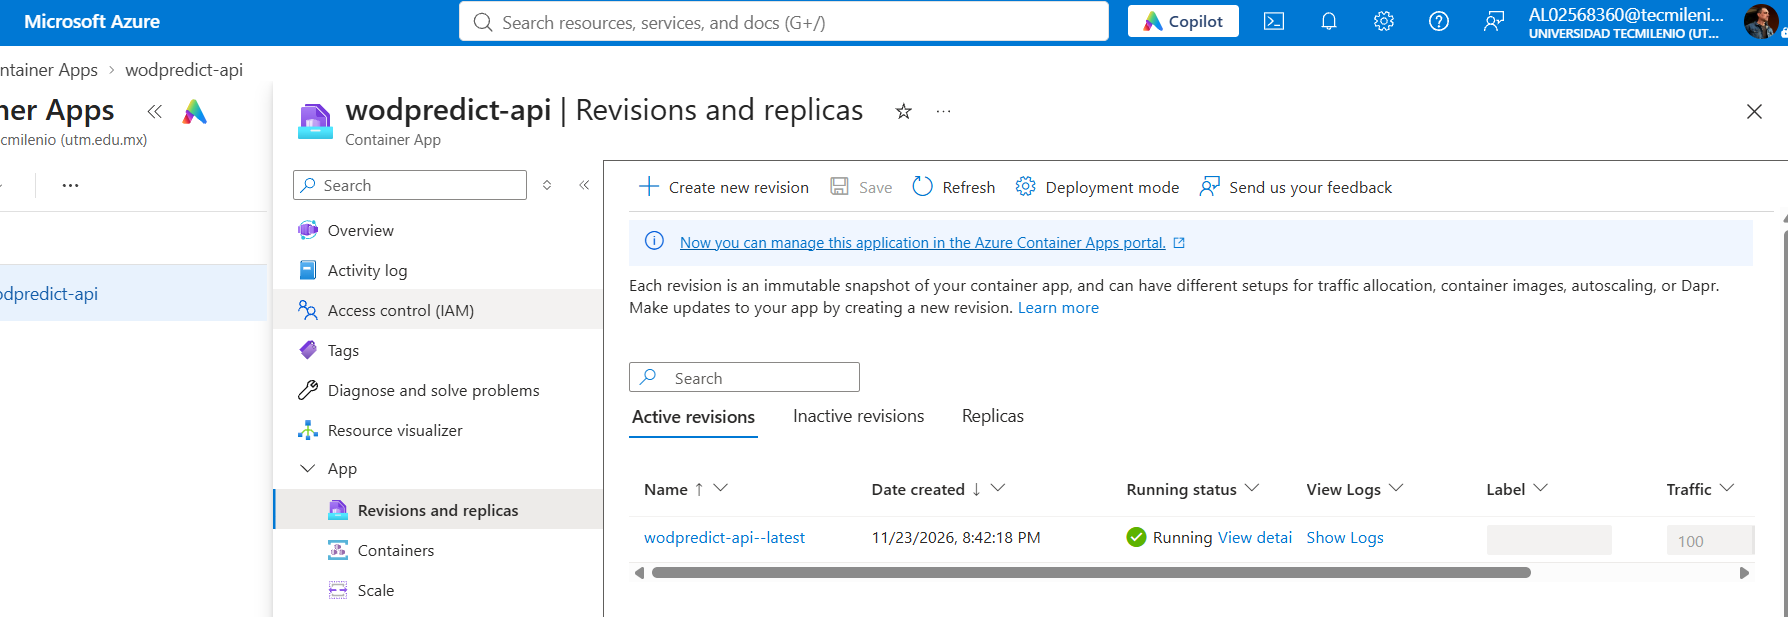 Microsoft Azure
Search resources, services, and docs (G+/)
Copilot
AL02568360@tecmileni...
UNIVERSIDAD TECMILENIO (UT...
ntainer Apps > wodpredict-api
er Apps
cmilenio (utm.edu.mx)
...
odpredict-api
wodpredict-api | Revisions and replicas
...
Container App
Search
Overview
Activity log
Access control (IAM)
Tags
Diagnose and solve problems
Resource visualizer
App
Revisions and replicas
Containers
Scale
Create new revision Save Refresh Deployment mode Send us your feedback
Now you can manage this application in the Azure Container Apps portal.
Each revision is an immutable snapshot of your container app, and can have different setups for traffic allocation, container images, autoscaling, or Dapr.
Make updates to your app by creating a new revision. Learn more
Search
Active revisions Inactive revisions Replicas
Name ↑ Date created ↓ Running status View Logs Label Traffic
wodpredict-api--latest 11/23/2026, 8:42:18 PM Running View detai Show Logs 100